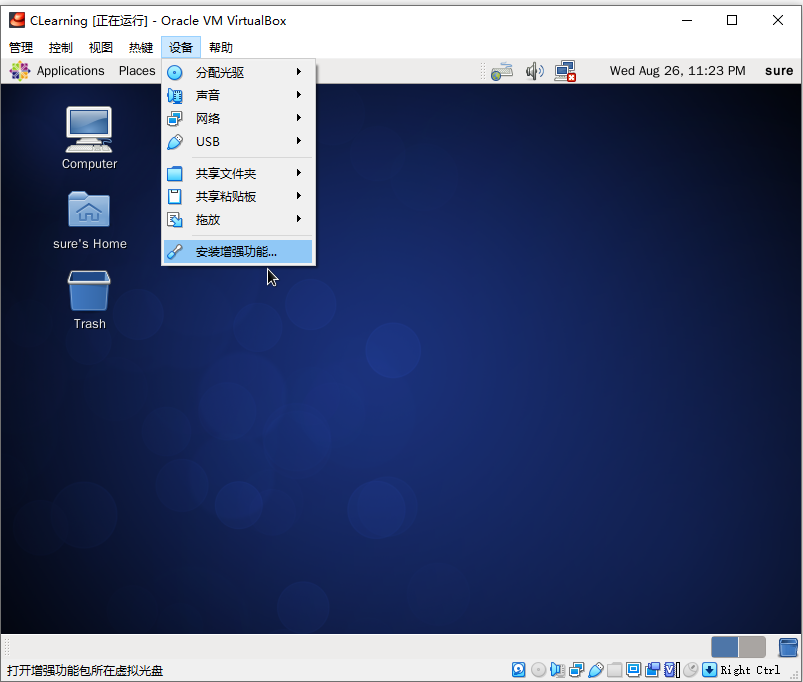 CLearning [正在运行] - Oracle VM VirtualBox
管理 控制 视图 热键 设备 帮助
Applications Places Wed Aug 26, 11:23 PM sure
分配光驱
声音
网络
USB
共享文件夹
共享粘贴板
拖放
安装增强功能...
Computer
sure's Home
Trash
打开增强功能包所在虚拟光盘 Right Ctrl